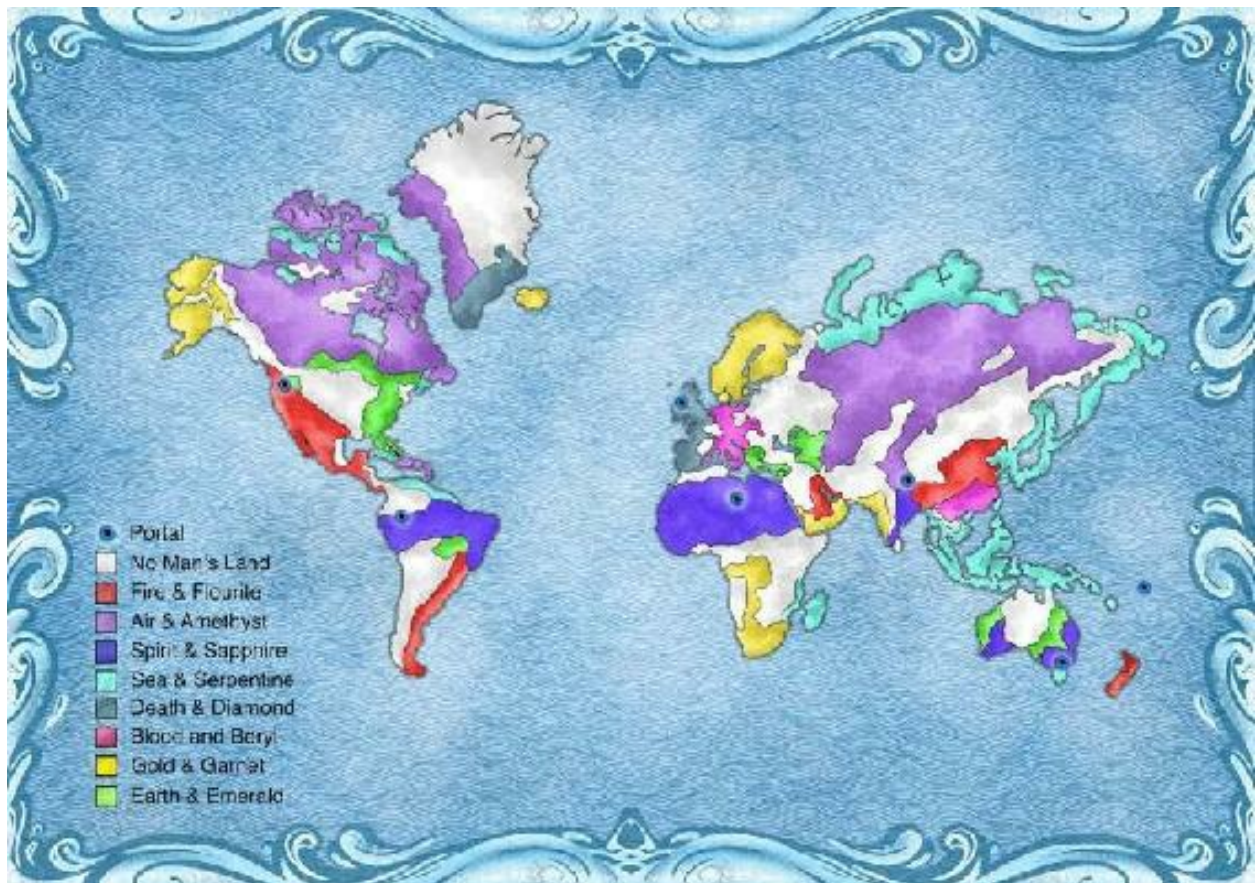 Portal
No Man's Land
Fire & Flourite
Air & Amethyst
Spirit & Sapphire
Sea & Serpentine
Death & Diamond
Blood and Beryl
Gold & Garnet
Earth & Emerald